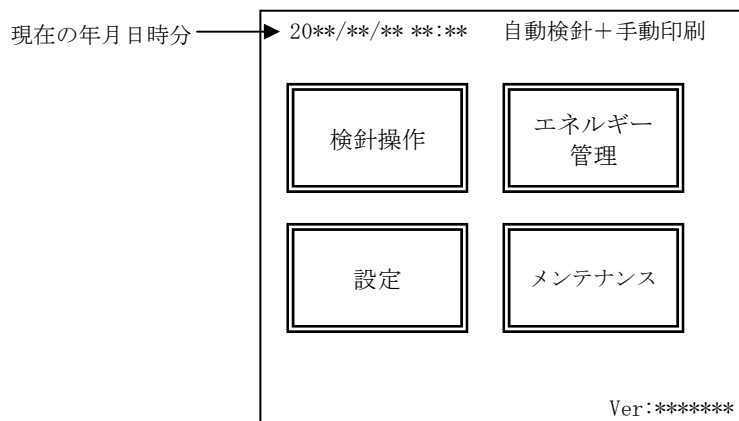 現在の年月日時分
20**/**/** **:** 自動検針＋手動印刷
検針操作
エネルギー
管理
設定
メンテナンス
Ver:*******